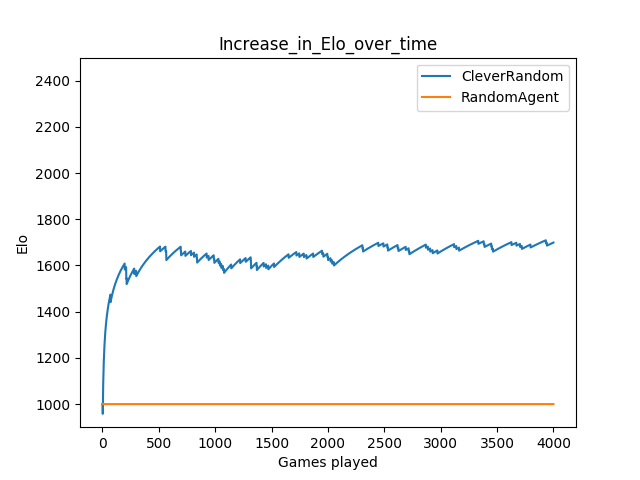 Increase_in_Elo_over_time
CleverRandom
RandomAgent
2400
2200
2000
1800
1600
1400
1200
1000
Elo
0 500 1000 1500 2000 2500 3000 3500 4000
Games played